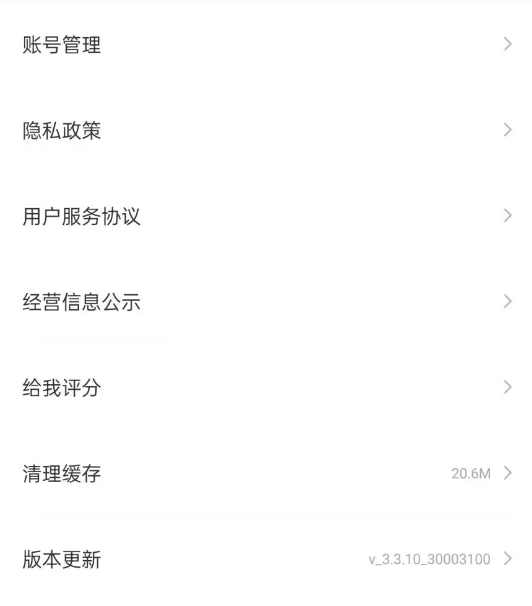 账号管理
隐私政策
用户服务协议
经营信息公示
给我评分
清理缓存 20.6M
版本更新 v_3.3.10_30003100